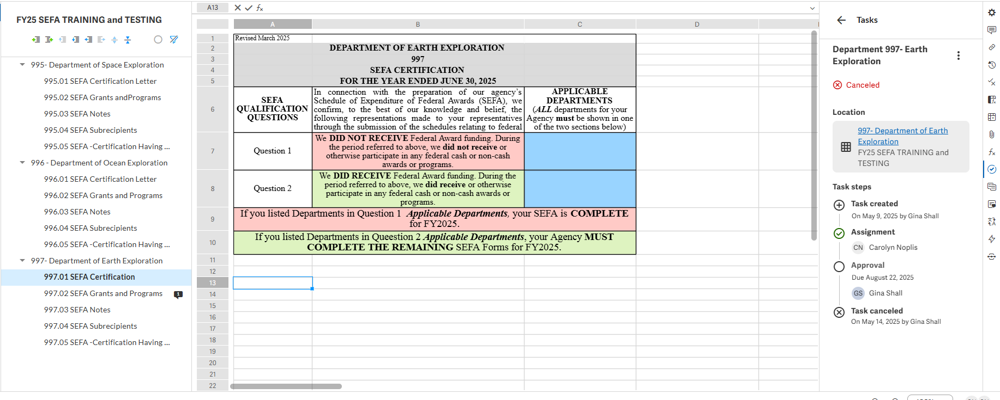 FY25 SEFA TRAINING and TESTING
995- Department of Space Exploration
995.01 SEFA Certification Letter
995.02 SEFA Grants andPrograms
995.03 SEFA Notes
995.04 SEFA Subrecipients
995.05 SEFA -Certification Having ...
996 - Department of Ocean Exploration
996.01 SEFA Certification Letter
996.02 SEFA Grants and Programs
996.03 SEFA Notes
996.04 SEFA Subrecipients
996.05 SEFA -Certification Having ...
997- Department of Earth Exploration
997.01 SEFA Certification
997.02 SEFA Grants and Programs
1
997.03 SEFA Notes
997.04 SEFA Subrecipients
997.05 SEFA -Certification Having ...
A13
fx
A B C D
1 Revised March 2025
2 DEPARTMENT OF EARTH EXPLORATION
3 997
4 SEFA CERTIFICATION
5 FOR THE YEAR ENDED JUNE 30, 2025
6
SEFA
QUALIFICATION
QUESTIONS
In connection with the preparation of our agency's
Schedule of Expenditure of Federal Awards (SEFA), we
confirm, to the best of our knowledge and belief, the
following representations made to your representatives
through the submission of the schedules relating to federal
APPLICABLE
DEPARTMENTS
(ALL departments for your
Agency must be shown in one
of the two sections below)
7
Question 1
We DID NOT RECEIVE Federal Award funding. During
the period referred to above, we did not receive or
otherwise participate in any federal cash or non-cash
awards or programs.
8
Question 2
We DID RECEIVE Federal Award funding. During the
period referred to above, we did receive or otherwise
participate in any federal cash or non-cash awards or
programs.
9
If you listed Departments in Question 1 Applicable Departments, your SEFA is COMPLETE
for FY2025.
10
If you listed Departments in Queestion 2 Applicable Departments, your Agency MUST
COMPLETE THE REMAINING SEFA Forms for FY2025.
11
12
13
14
15
16
17
18
19
20
21
22
Tasks
Department 997- Earth
Exploration
Canceled
Location
997- Department of Earth
Exploration
FY25 SEFA TRAINING and
TESTING
Task steps
Task created
On May 9, 2025 by Gina Shall
Assignment
CN Carolyn Noplis
Approval
Due August 22, 2025
GS Gina Shall
Task canceled
On May 14, 2025 by Gina Shall